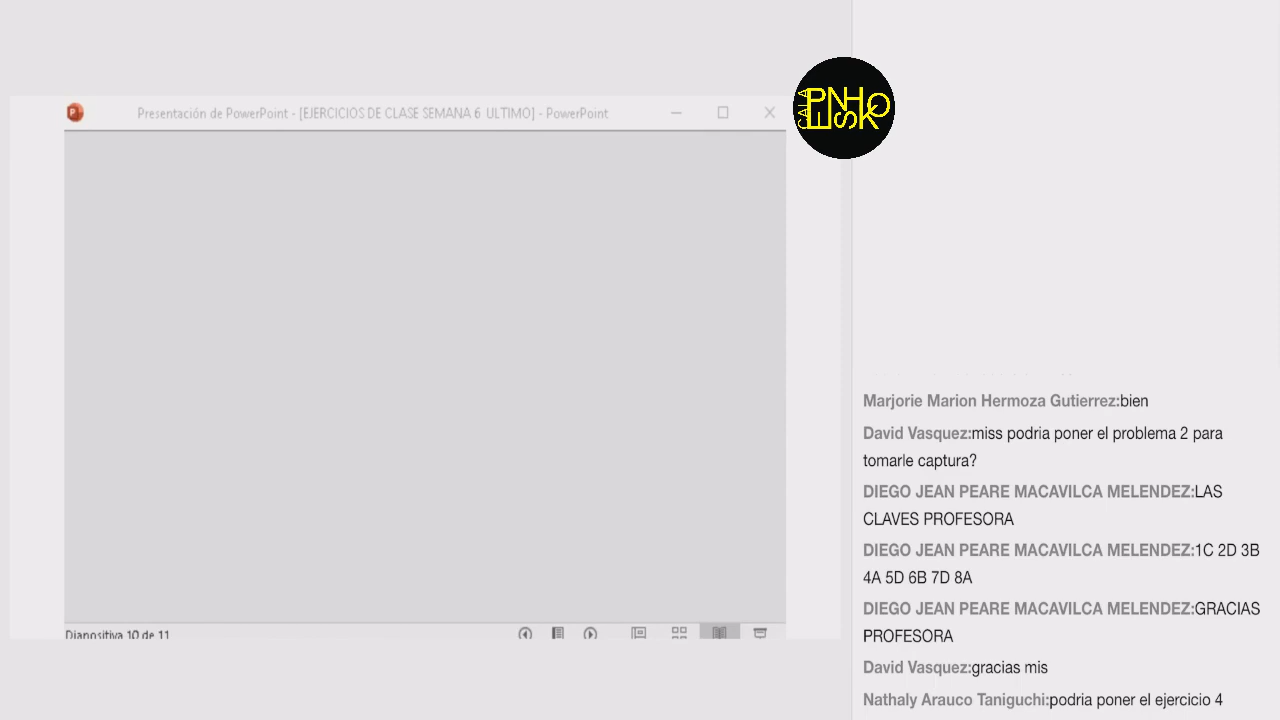 Presentación de PowerPoint - [EJERCICIOS DE CLASE SEMANA 6 ULTIMO] - PowerPoint
CALA
PNHO
ESK
Marjorie Marion Hermoza Gutierrez:bien
David Vasquez:miss podria poner el problema 2 para
tomarle captura?
DIEGO JEAN PEARE MACAVILCA MELENDEZ:LAS
CLAVES PROFESORA
DIEGO JEAN PEARE MACAVILCA MELENDEZ:1C 2D 3B
4A 5D 6B 7D 8A
DIEGO JEAN PEARE MACAVILCA MELENDEZ:GRACIAS
PROFESORA
David Vasquez:gracias mis
Nathaly Arauco Taniguchi:podria poner el ejercicio 4
Diapositiva 10 de 11